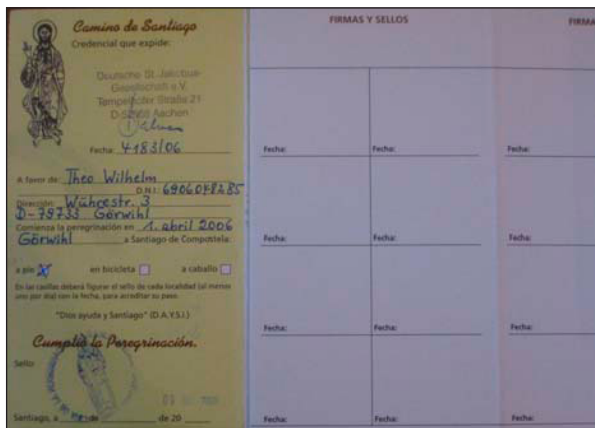 Camino de Santiago
Credencial que expide:
Deutsche St. Jakobus-
Gesellschaft e.V.
Tempelhofer Straße 21
D-52068 Aachen
Fecha: 4183/06
A favor de: Theo Wilhelm
D.N.I.: 6906048285
Dirección: Wührestr. 3
D-79733 Görwihl
Comienza la peregrinación en 1. abril 2006
Görwihl a Santiago de Compostela:
a pie X en bicicleta a caballo
En las casillas deberá figurar el sello de cada localidad (al menos
uno por día) con la fecha, para acreditar su paso
"Dios ayuda y Santiago" (D.A.Y.S.I.)
Cumplió la Peregrinación.
Sello
Santiago, a de de 20
FIRMAS Y SELLOS
Fecha: Fecha:
Fecha: Fecha:
Fecha: Fecha:
Fecha: Fecha:
FIRMA
Fecha:
Fecha:
Fecha:
Fecha: